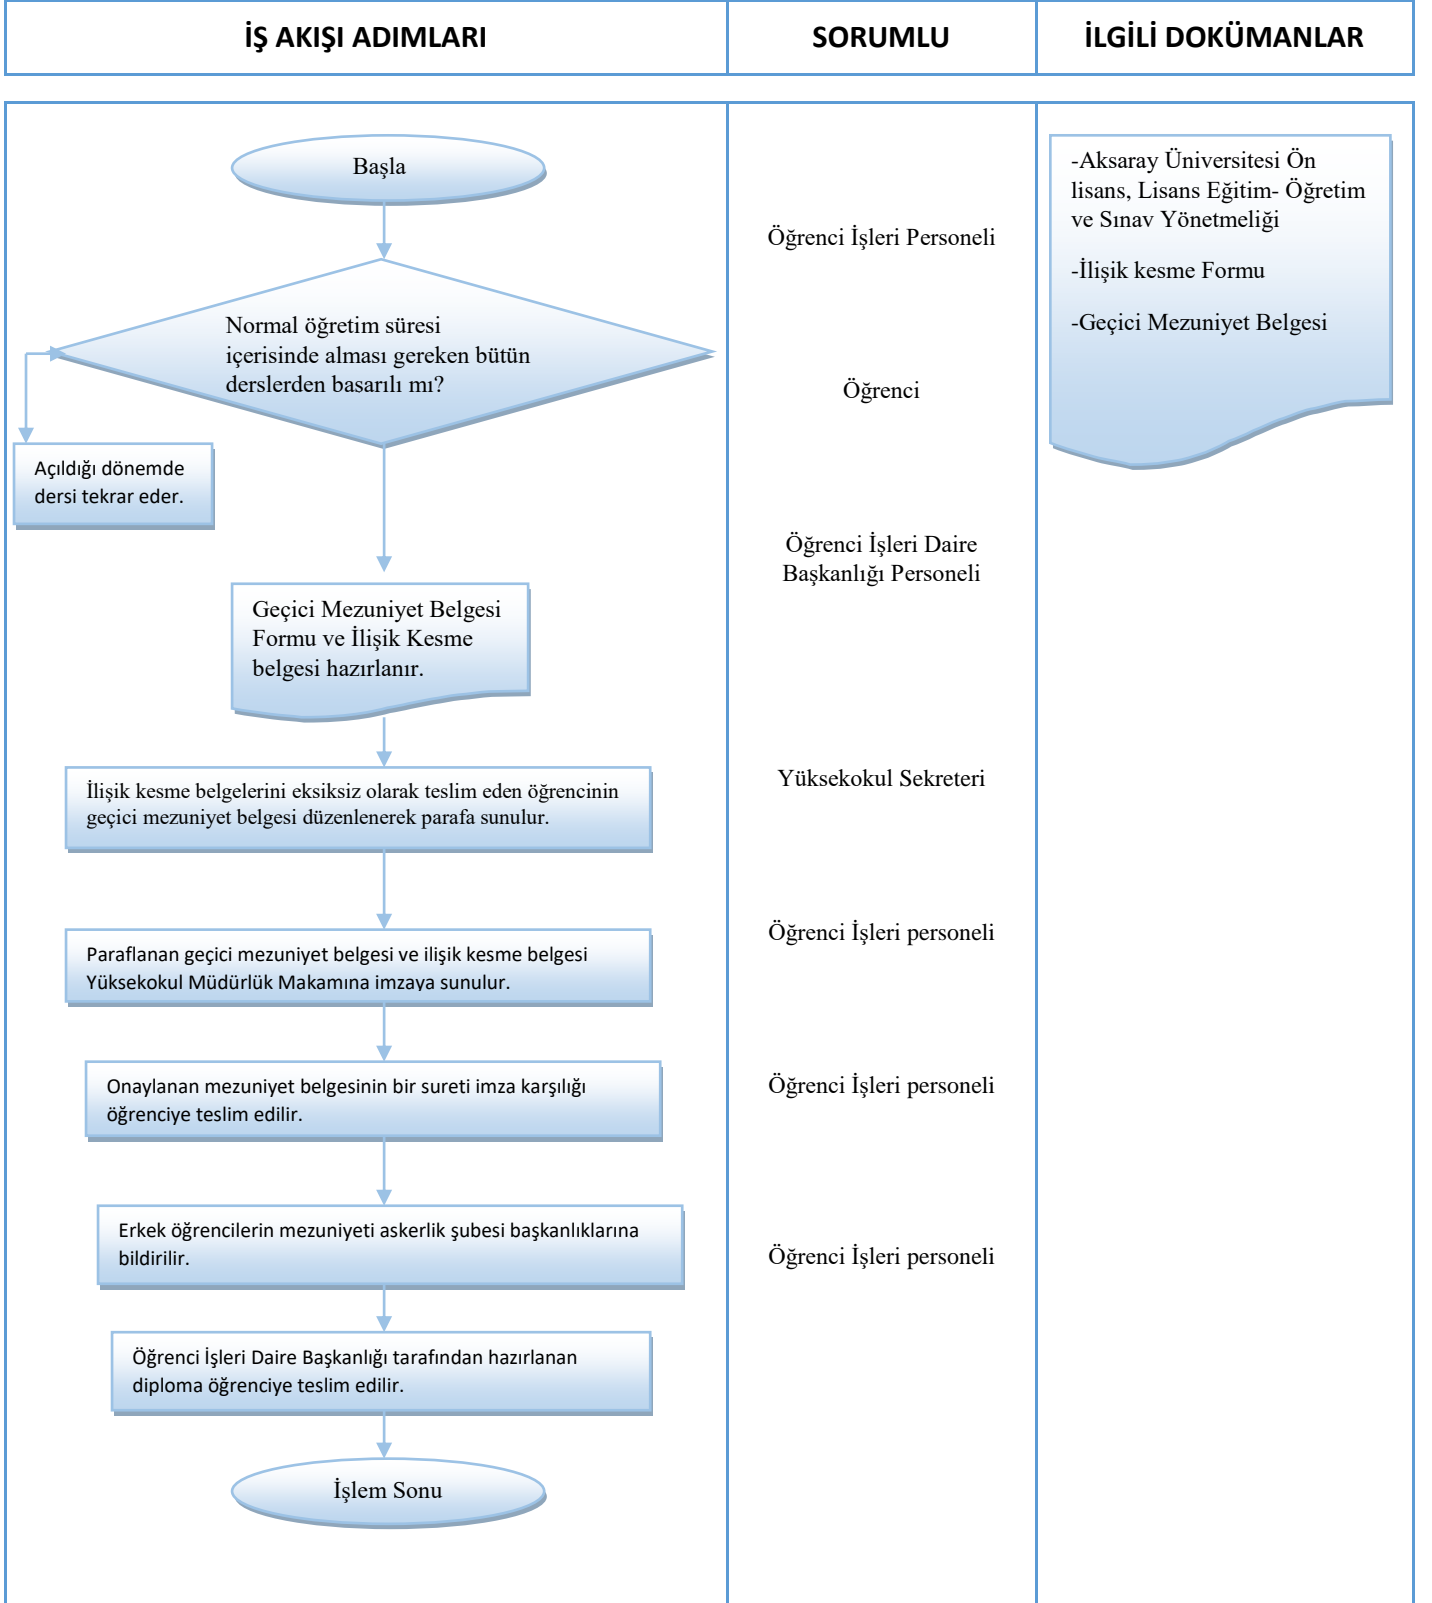 İŞ AKIŞI ADIMLARI
SORUMLU
İLGİLİ DOKÜMANLAR
Başla
Normal öğretim süresi
içerisinde alması gereken bütün
derslerden basarılı mı?
Açıldığı dönemde
dersi tekrar eder.
Geçici Mezuniyet Belgesi
Formu ve İlişik Kesme
belgesi hazırlanır.
İlişik kesme belgelerini eksiksiz olarak teslim eden öğrencinin
geçici mezuniyet belgesi düzenlenerek parafa sunulur.
Paraflanan geçici mezuniyet belgesi ve ilişik kesme belgesi
Yüksekokul Müdürlük Makamına imzaya sunulur.
Onaylanan mezuniyet belgesinin bir sureti imza karşılığı
öğrenciye teslim edilir.
Erkek öğrencilerin mezuniyeti askerlik şubesi başkanlıklarına
bildirilir.
Öğrenci İşleri Daire Başkanlığı tarafından hazırlanan
diploma öğrenciye teslim edilir.
İşlem Sonu
Öğrenci İşleri Personeli
Öğrenci
Öğrenci İşleri Daire
Başkanlığı Personeli
Yüksekokul Sekreteri
Öğrenci İşleri personeli
Öğrenci İşleri personeli
Öğrenci İşleri personeli
-Aksaray Üniversitesi Ön
lisans, Lisans Eğitim- Öğretim
ve Sınav Yönetmeliği
-İlişik kesme Formu
-Geçici Mezuniyet Belgesi